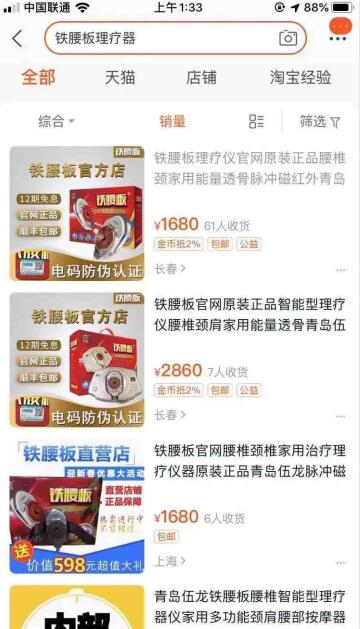 中国联通
上午1:33
88%
铁腰板理疗器
全部
天猫
店铺
淘宝经验
综合
销量
筛选
铁腰板
铁腰板官方店
12期免息
官网正品
顺丰包邮
电码防伪认证
铁腰板理疗仪官网原装正品腰椎
颈家用能量透骨脉冲磁红外青岛
¥1680 61人收货
金币抵2% 包邮 公益
长春
铁腰板
铁腰板官方店
12期免息
官网正品
顺丰包邮
电码防伪认证
铁腰板官网原装正品智能型理疗
仪腰椎颈肩家用能量透骨青岛伍
¥2860 7人收货
金币抵2% 包邮 公益
长春
铁腰板直营店
迎新春优惠大活动
铁腰板
直营店铺
正品保障
送
价值598元超值大礼
铁腰板官网腰椎颈椎家用治疗理
疗仪器原装正品青岛伍龙脉冲磁
¥1680 6人收货
包邮
上海
内部
青岛伍龙铁腰板腰椎智能型理疗
器仪家用多功能颈肩腰部按摩器